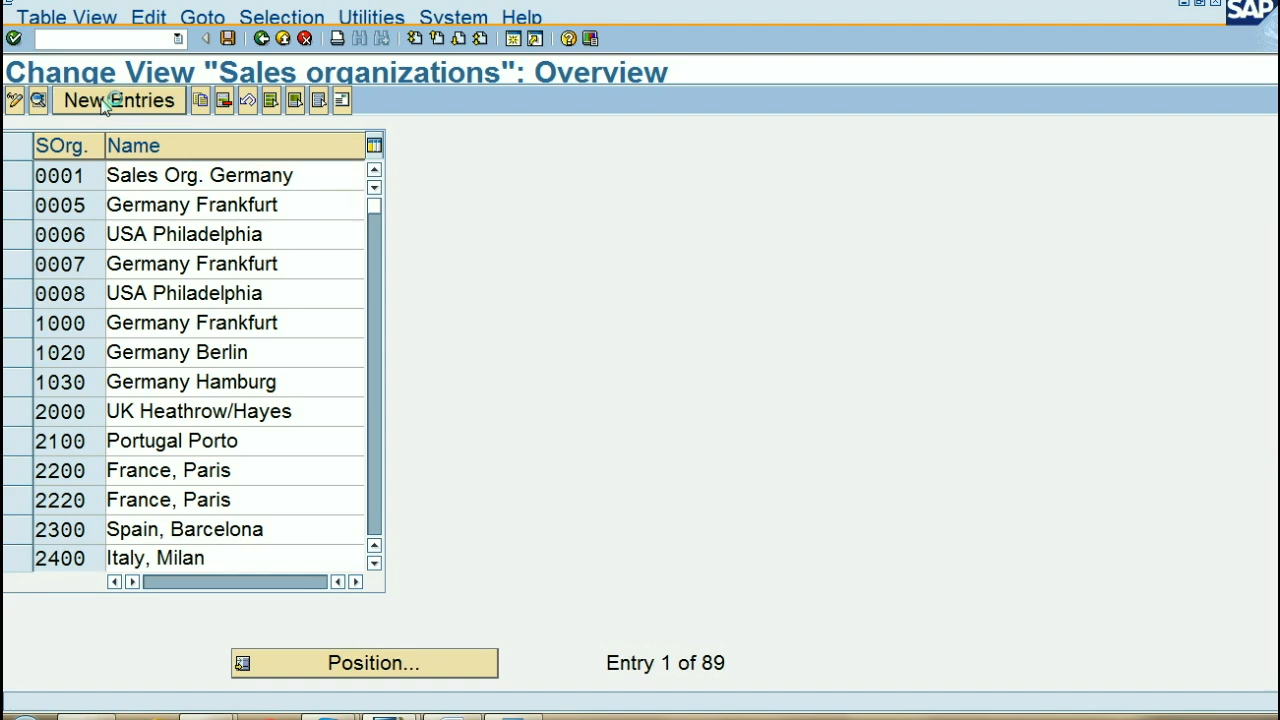 Table View Edit Goto Selection Utilities System Help
SAP
Change View "Sales organizations": Overview
New Entries
SOrg. Name
0001 Sales Org. Germany
0005 Germany Frankfurt
0006 USA Philadelphia
0007 Germany Frankfurt
0008 USA Philadelphia
1000 Germany Frankfurt
1020 Germany Berlin
1030 Germany Hamburg
2000 UK Heathrow/Hayes
2100 Portugal Porto
2200 France, Paris
2220 France, Paris
2300 Spain, Barcelona
2400 Italy, Milan
Position... Entry 1 of 89